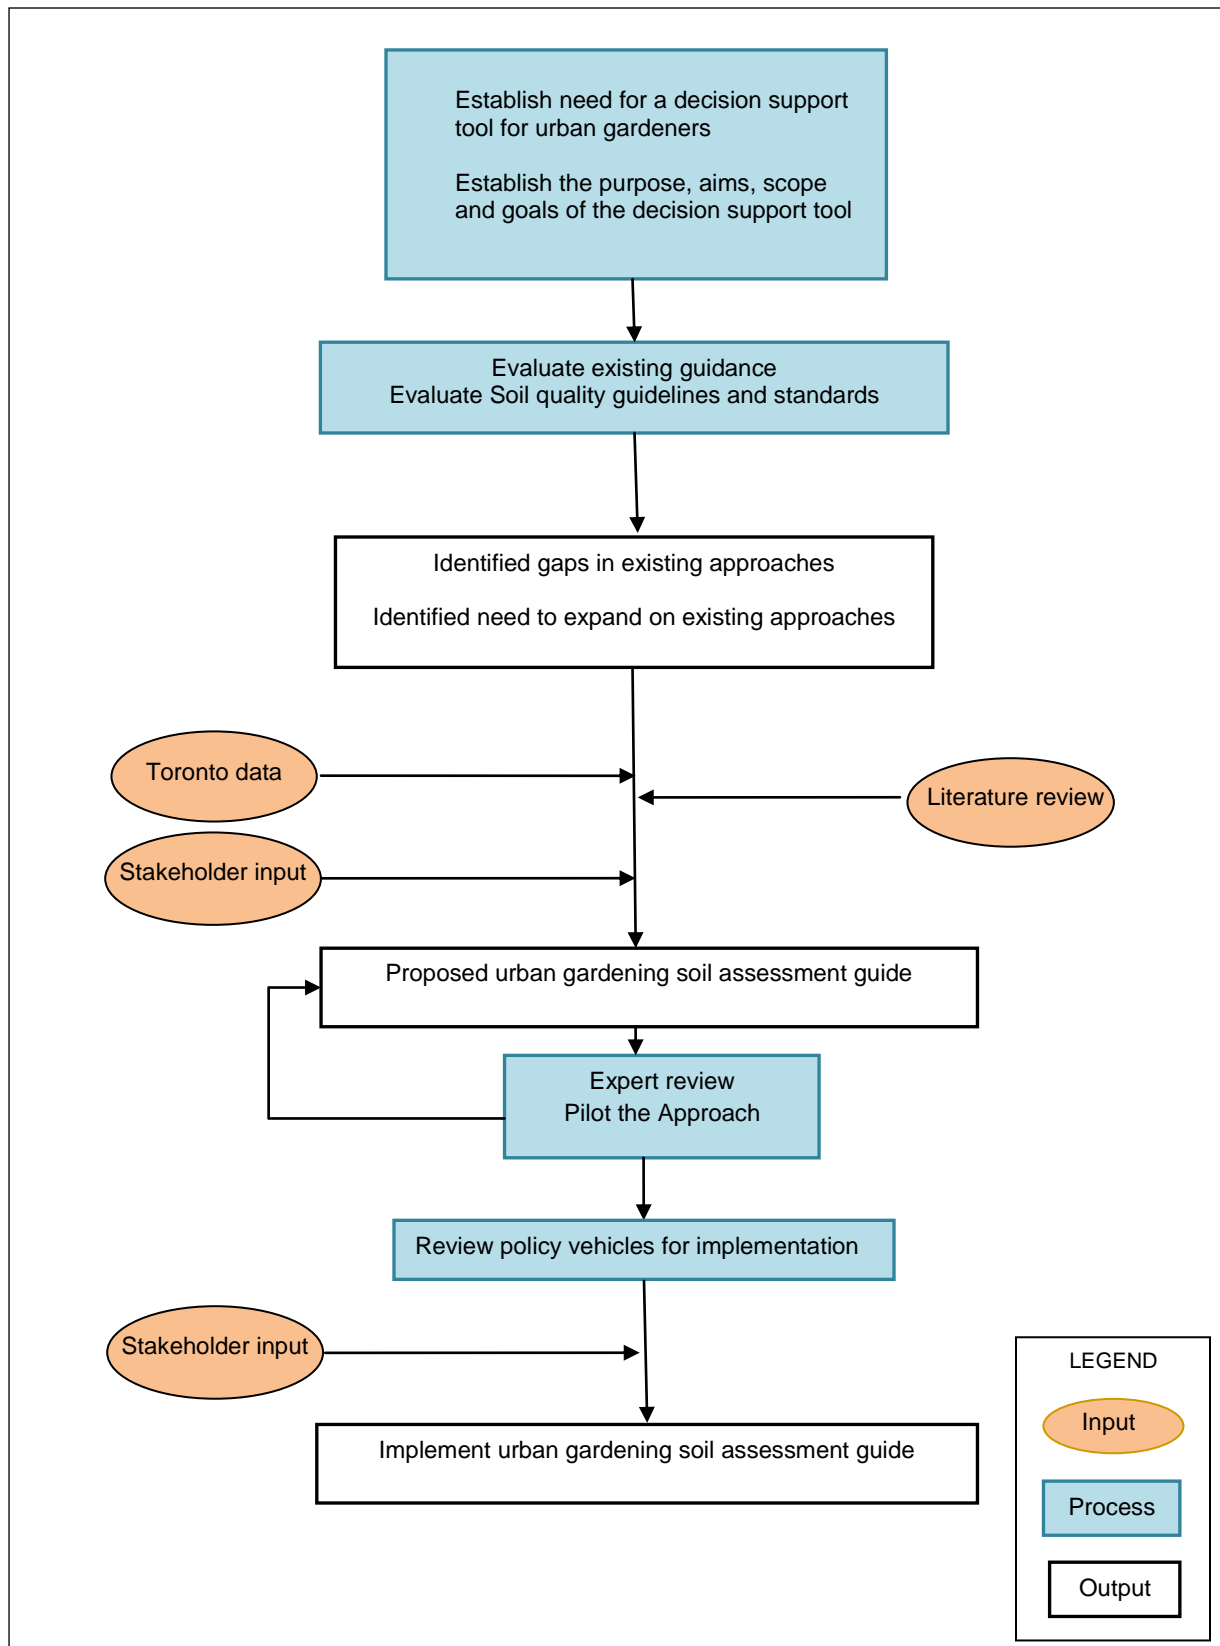 Establish need for a decision support
tool for urban gardeners
Establish the purpose, aims, scope
and goals of the decision support tool
Evaluate existing guidance
Evaluate Soil quality guidelines and standards
Identified gaps in existing approaches
Identified need to expand on existing approaches
Toronto data
Literature review
Stakeholder input
Proposed urban gardening soil assessment guide
Expert review
Pilot the Approach
Review policy vehicles for implementation
Stakeholder input
Implement urban gardening soil assessment guide
LEGEND
Input
Process
Output